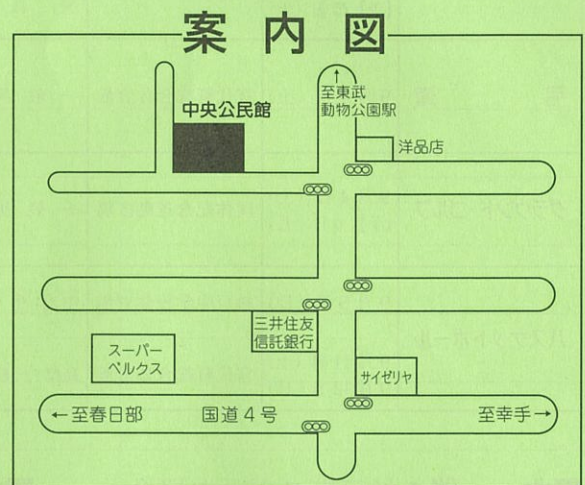 案内図
中央公民館
↑
至東武
動物公園駅
洋品店
三井住友
信託銀行
スーパー
ベルクス
サイゼリヤ
←至春日部
国道4号
至幸手→